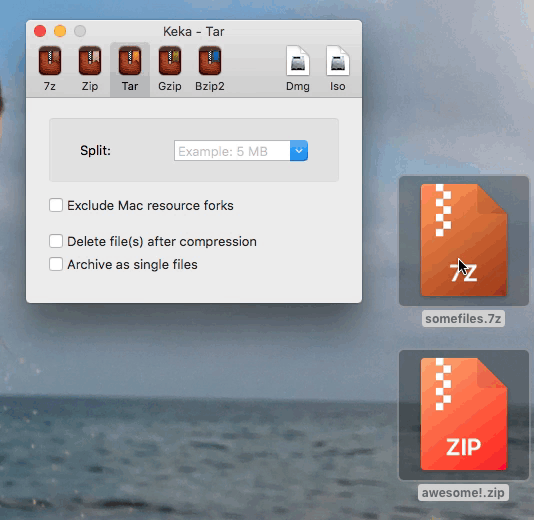 Keka - Tar
7z Zip Tar Gzip Bzip2 Dmg Iso
Split: Example: 5 MB
Exclude Mac resource forks
Delete file(s) after compression
Archive as single files
7Z
somefiles.7z
ZIP
awesome!.zip